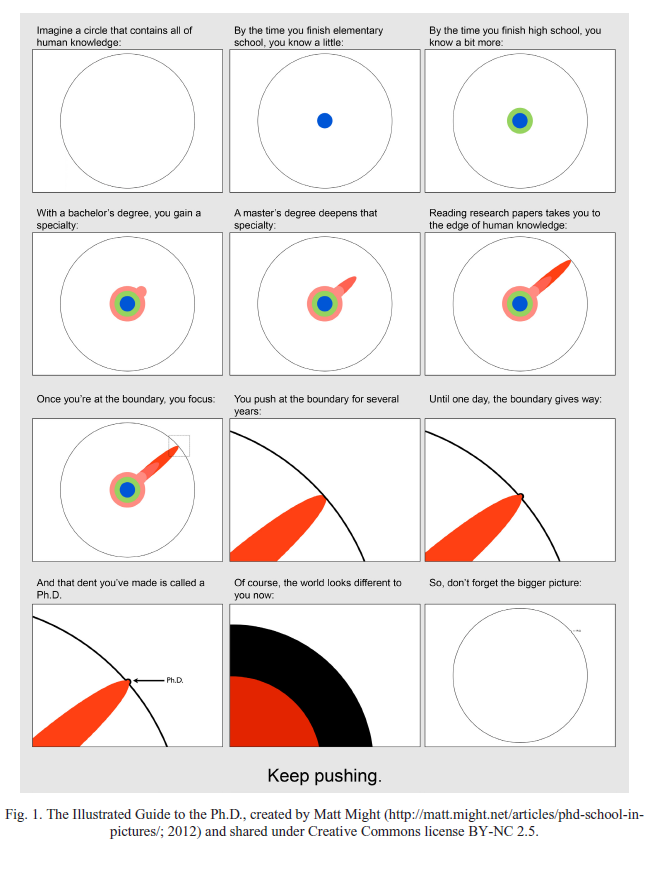 Imagine a circle that contains all of
human knowledge:
By the time you finish elementary
school, you know a little:
By the time you finish high school, you
know a bit more:
With a bachelor's degree, you gain a
specialty:
A master's degree deepens that
specialty:
Reading research papers takes you to
the edge of human knowledge:
Once you're at the boundary, you focus:
You push at the boundary for several
years:
Until one day, the boundary gives way:
And that dent you've made is called a
Ph.D.
Ph.D.
Of course, the world looks different to
you now:
So, don't forget the bigger picture:
Keep pushing.
Fig. 1. The Illustrated Guide to the Ph.D., created by Matt Might (http://matt.might.net/articles/phd-school-in-
pictures/; 2012) and shared under Creative Commons license BY-NC 2.5.